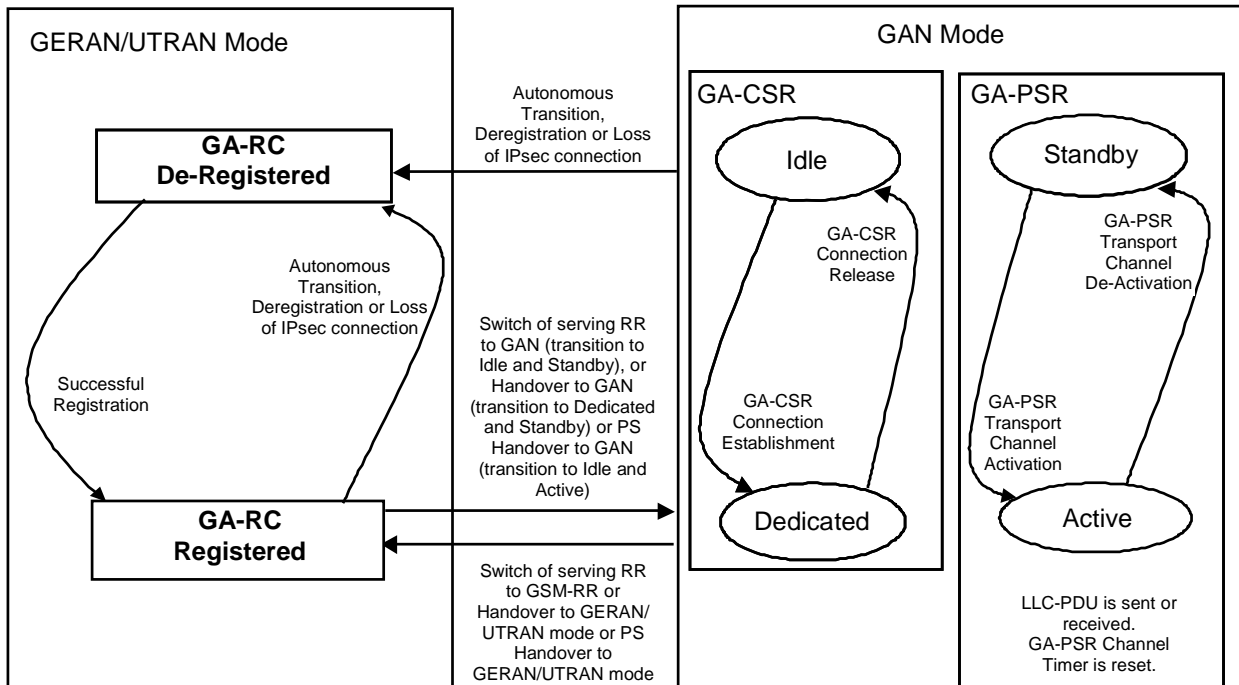 GERAN/UTRAN Mode
GA-RC
De-Registered
Successful
Registration
Autonomous
Transition,
Deregistration or Loss
of IPsec connection
GA-RC
Registered
Autonomous
Transition,
Deregistration or Loss
of IPsec connection
Switch of serving RR
to GAN (transition to
Idle and Standby), or
Handover to GAN
(transition to Dedicated
and Standby) or PS
Handover to GAN
(transition to Idle and
Active)
Switch of serving RR
to GSM-RR or
Handover to GERAN/
UTRAN mode or PS
Handover to
GERAN/UTRAN mode
GAN Mode
GA-CSR
Idle
GA-CSR
Connection
Release
GA-CSR
Connection
Establishment
Dedicated
GA-PSR
Standby
GA-PSR
Transport
Channel
De-Activation
GA-PSR
Transport
Channel
Activation
Active
LLC-PDU is sent or
received.
GA-PSR Channel
Timer is reset.